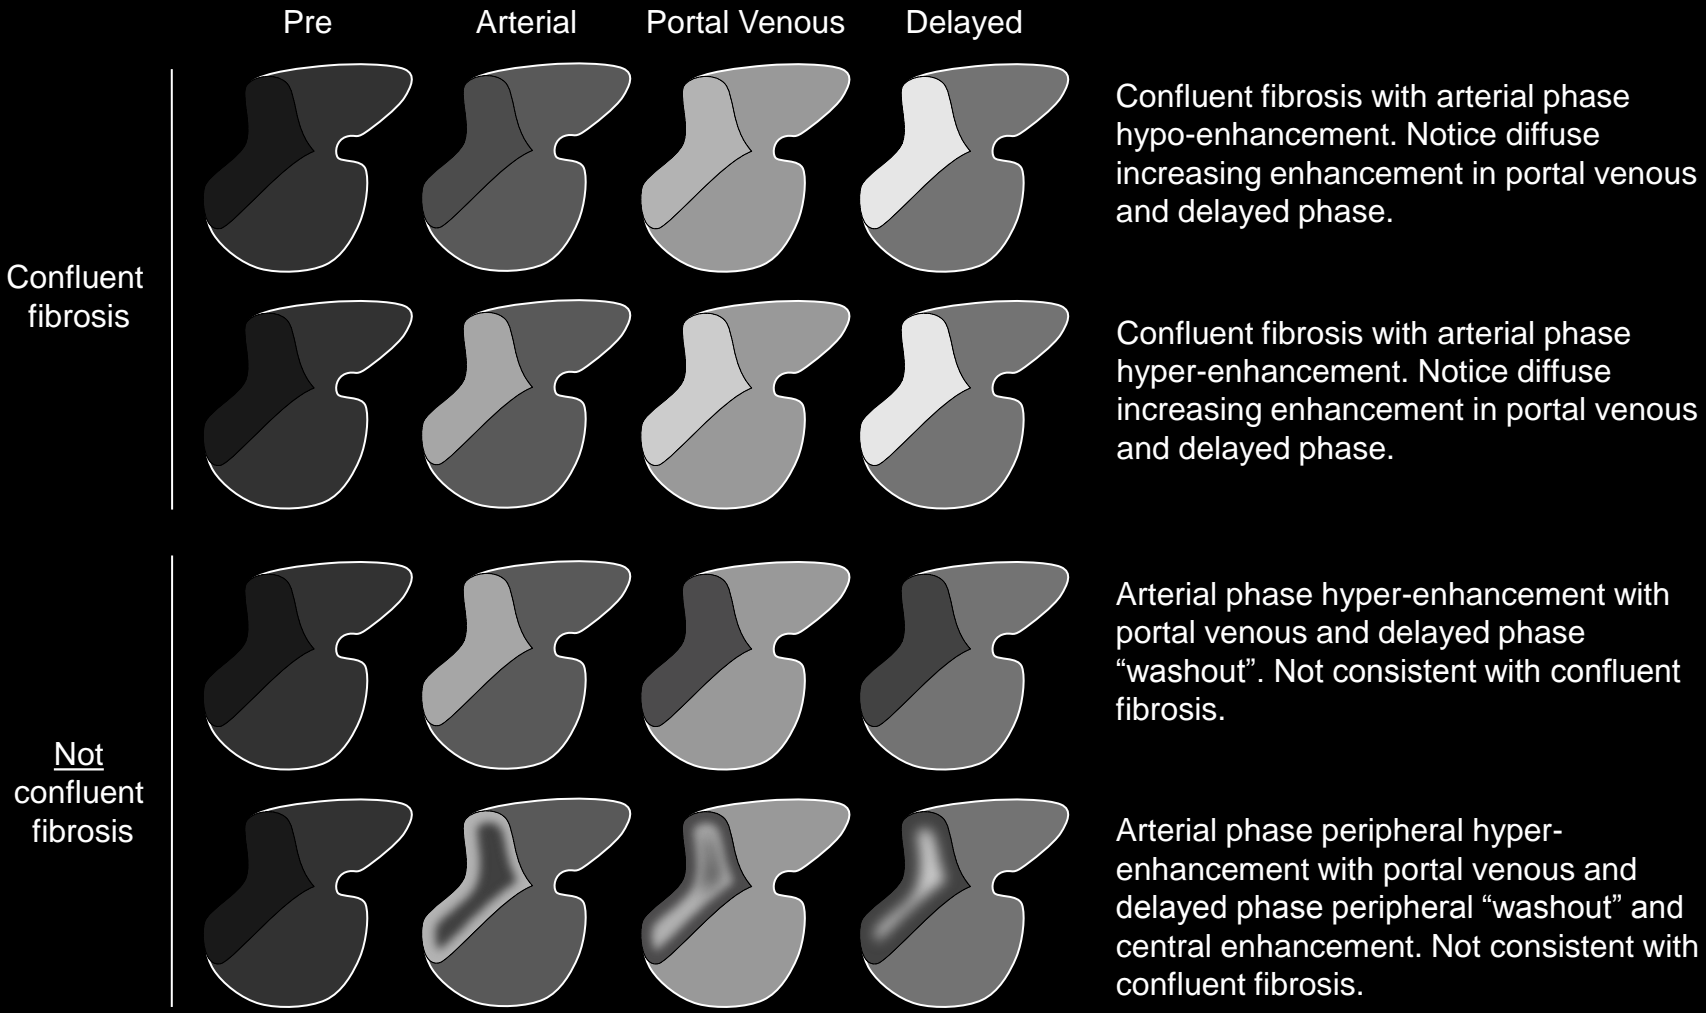 Pre
Arterial
Portal Venous
Delayed
Confluent
fibrosis
Confluent fibrosis with arterial phase
hypo-enhancement. Notice diffuse
increasing enhancement in portal venous
and delayed phase.
Confluent fibrosis with arterial phase
hyper-enhancement. Notice diffuse
increasing enhancement in portal venous
and delayed phase.
Not
confluent
fibrosis
Arterial phase hyper-enhancement with
portal venous and delayed phase
“washout”. Not consistent with confluent
fibrosis.
Arterial phase peripheral hyper-
enhancement with portal venous and
delayed phase peripheral “washout” and
central enhancement. Not consistent with
confluent fibrosis.